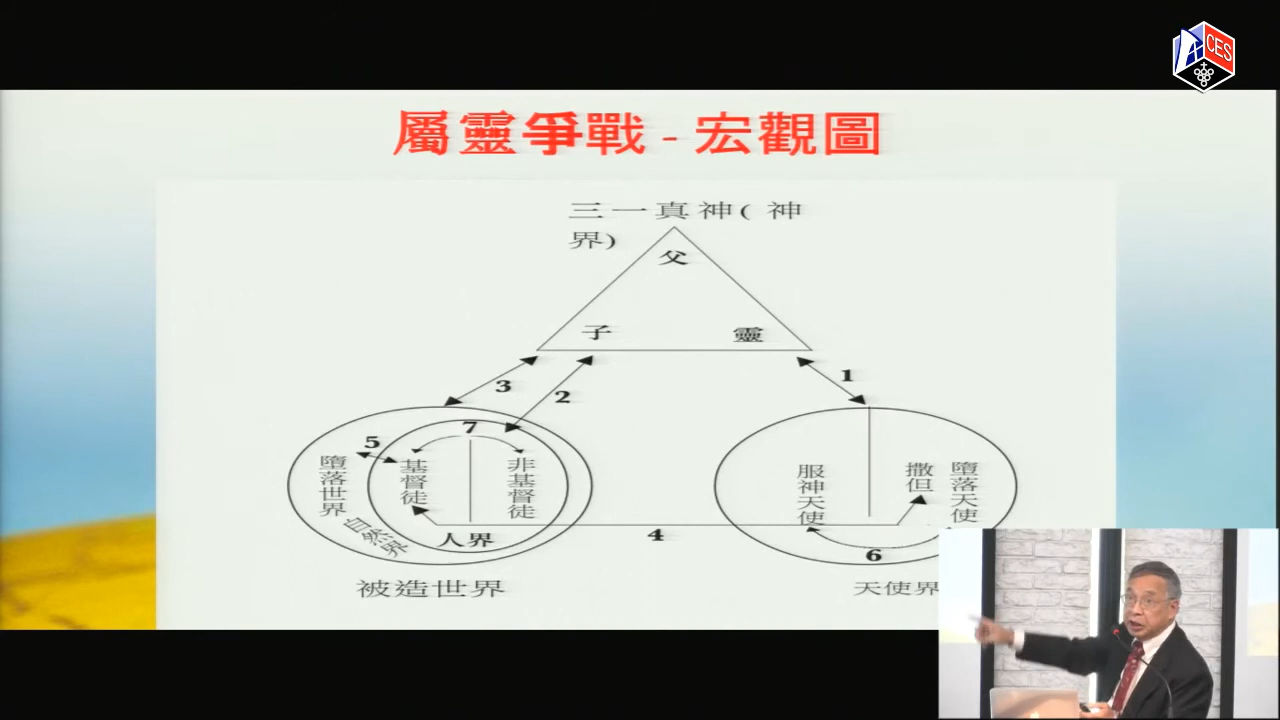 ACES
屬靈爭戰 - 宏觀圖
三一真神( 神
界)
父
子
靈
3
2
1
7
5
墮落世界
基督徒
非基督徒
自然界
人界
被造世界
4
服神天使
撒但
墮落天使
6
天使界